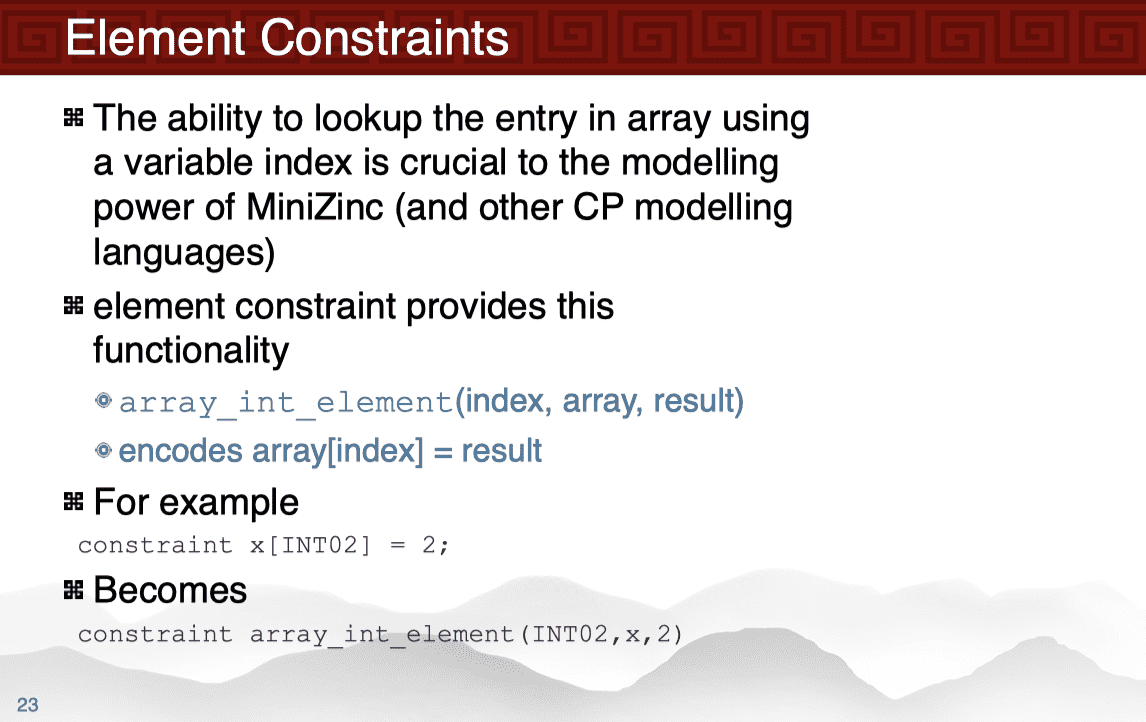 Element Constraints
⌘ The ability to lookup the entry in array using
a variable index is crucial to the modelling
power of MiniZinc (and other CP modelling
languages)
⌘ element constraint provides this
functionality
array_int_element(index, array, result)
encodes array[index] = result
⌘ For example
constraint x[INT02] = 2;
⌘ Becomes
constraint array_int_element(INT02,x,2)
23